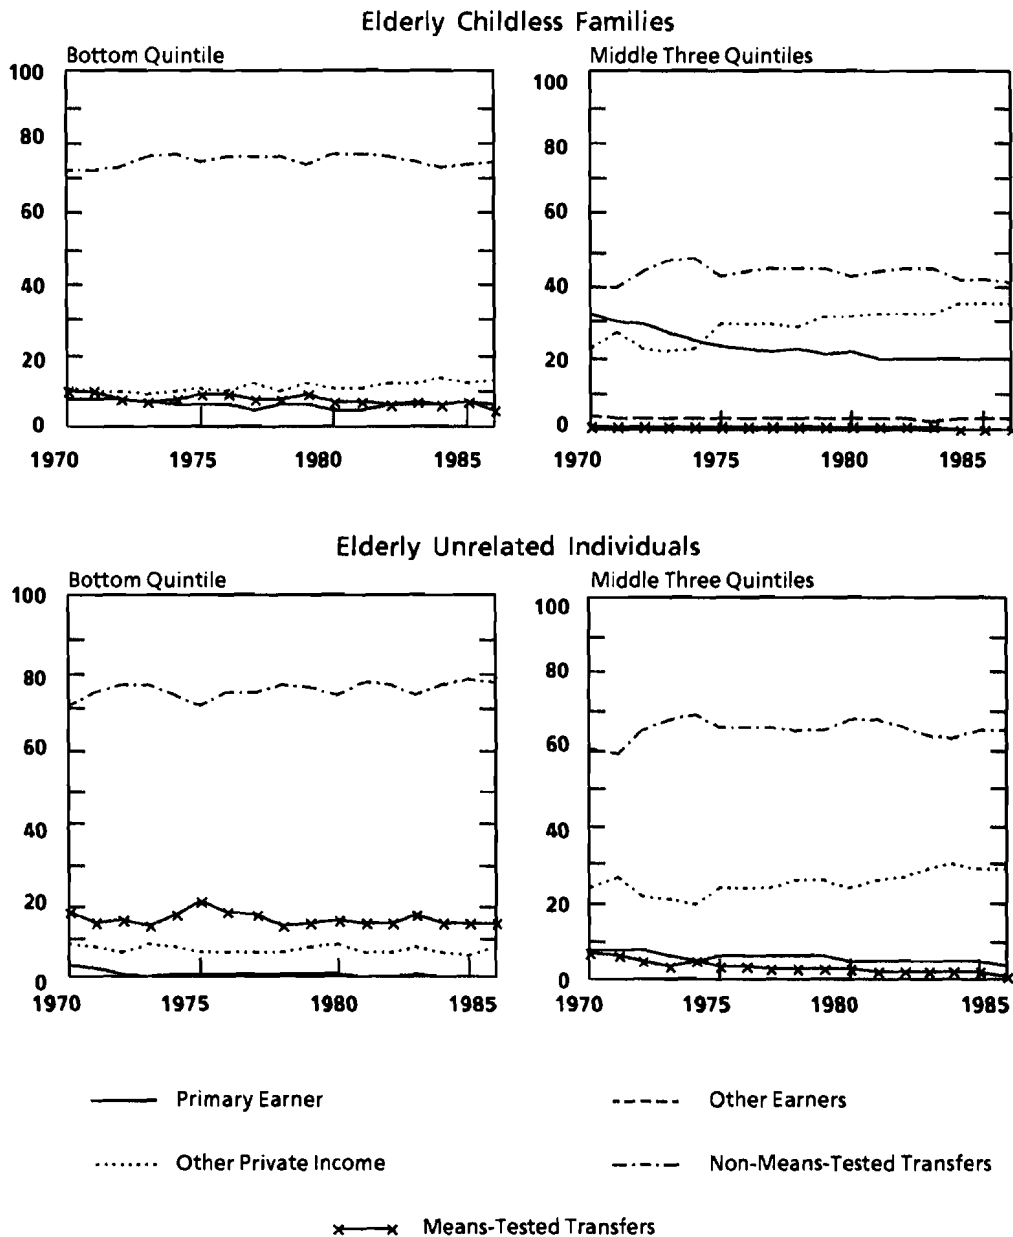 Elderly Childless Families
Bottom Quintile
Middle Three Quintiles
100
80
60
40
20
0
1970 1975 1980 1985
100
80
60
40
20
0
1970 1975 1980 1985
Elderly Unrelated Individuals
Bottom Quintile
Middle Three Quintiles
100
80
60
40
20
0
1970 1975 1980 1985
100
80
60
40
20
0
1970 1975 1980 1985
Primary Earner
Other Earners
Other Private Income
Non-Means-Tested Transfers
Means-Tested Transfers